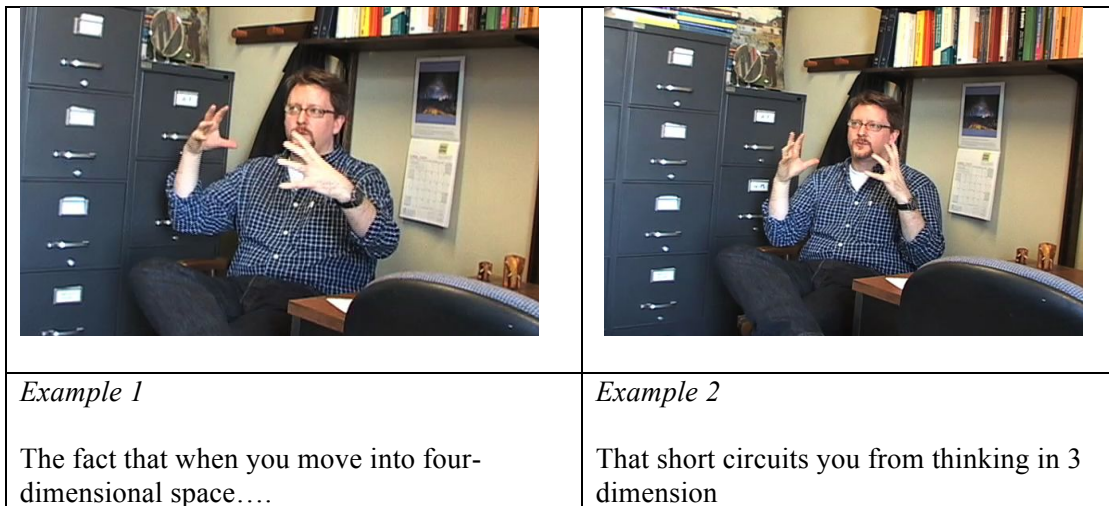 Example 1
The fact that when you move into four-
dimensional space….
Example 2
That short circuits you from thinking in 3
dimension